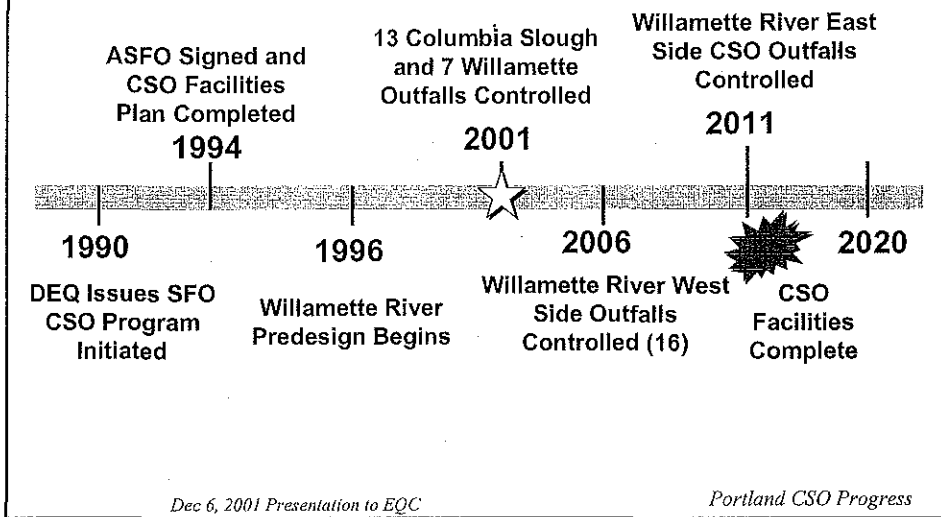 ASFO Signed and
CSO Facilities
Plan Completed
1994
13 Columbia Slough
and 7 Willamette
Outfalls Controlled
2001
Willamette River East
Side CSO Outfalls
Controlled
2011
1990
DEQ Issues SFO
CSO Program
Initiated
1996
Willamette River
Predesign Begins
2006
Willamette River West
Side Outfalls
Controlled (16)
2020
CSO
Facilities
Complete
Dec 6, 2001 Presentation to EQC
Portland CSO Progress